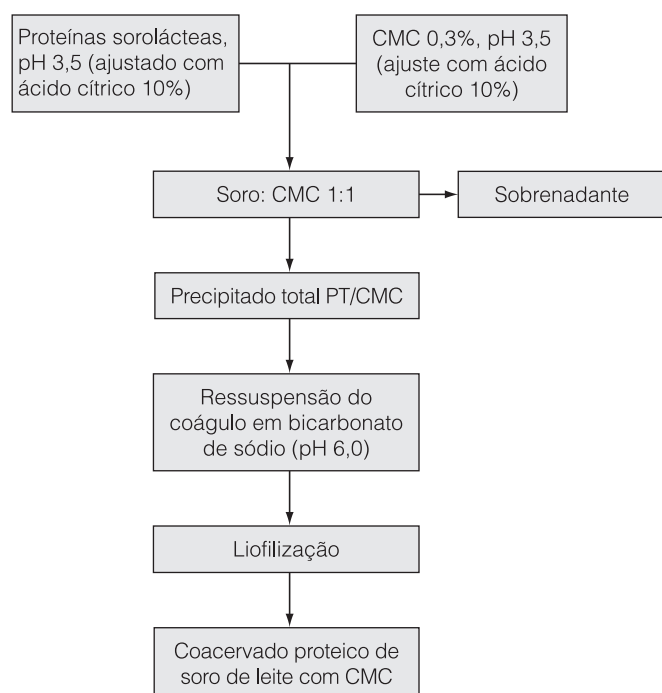 Proteínas sorolácteas,
pH 3,5 (ajustado com
ácido cítrico 10%)
CMC 0,3%, pH 3,5
(ajuste com ácido
cítrico 10%)
Soro: CMC 1:1
Sobrenadante
Precipitado total PT/CMC
Ressuspensão do
coágulo em bicarbonato
de sódio (pH 6,0)
Liofilização
Coacervado proteico de
soro de leite com CMC